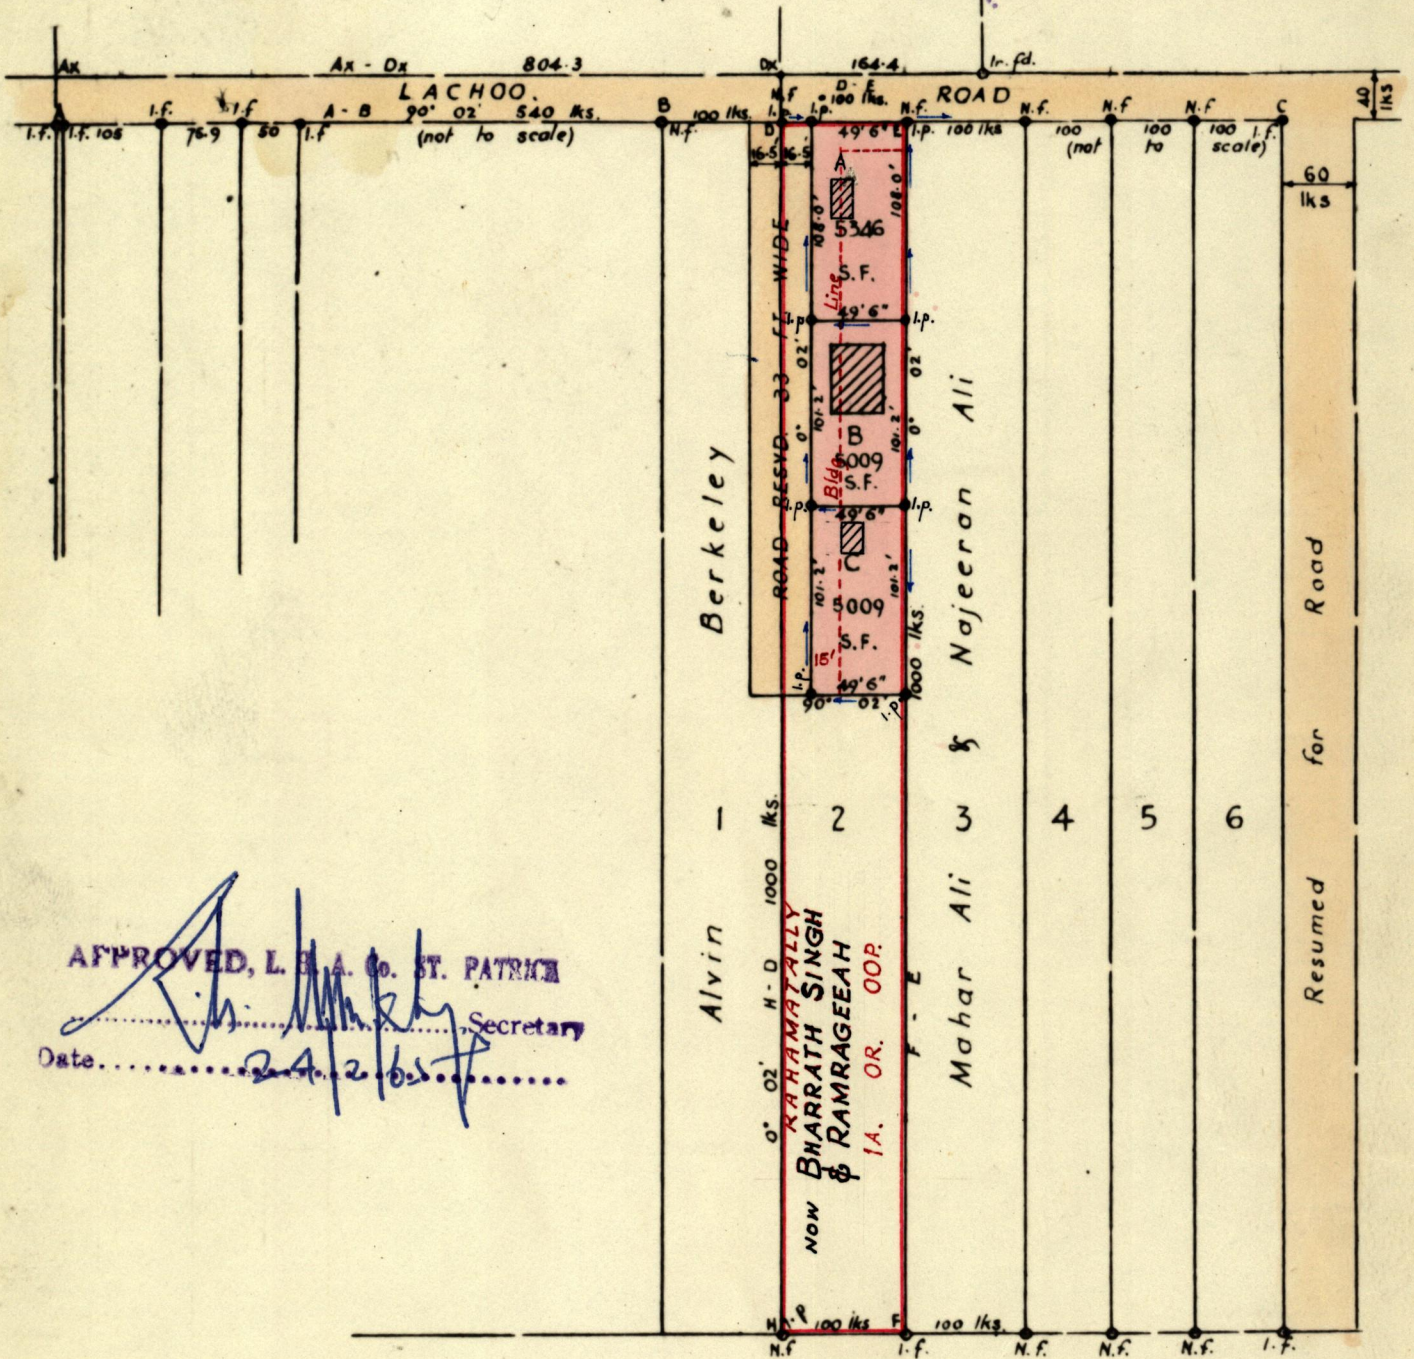 Ax
Ax - Dx
804.3
Dx
164.4
Ir. fd.
LACHOO.
ROAD
D - E
100 lks.
40 lks
A
I.f.
I.f.
A - B
90° 02' 540 lks.
B
100 lks.
N.f
I.p.
I.p.
N.f.
N.f.
N.f
N.f
C
I.f.
I.f. 105
75.9
50
I.f
(not to scale)
N.f.
D
49'6"
E
I.p.
100 lks
100
100
100
I.f.
(not to scale)
16.5
16.5
60
lks
A
5346
S.F.
108.0'
108.0'
49'6"
I.p
I.p.
ROAD RESVD. 33 FT WIDE
Bldg Line
0° 02'
0° 02'
101.2'
101.2'
B
5009
S.F.
I.p.
49'6"
I.p.
C
5009
S.F.
101.2'
101.2'
15'
I.p.
49'6"
90° 02'
I.p.
1000 lks.
F - E
Alvin Berkeley
Mahar Ali & Najeeran Ali
Resumed for Road
1
2
3
4
5
6
0° 02' H - D 1000 lks.
RAHAMATALLY
NOW BHARRATH SINGH
& RAMRAGEEAH
1A. 0R. 00P.
APPROVED, L. H. A. Co. ST. PATRICK
Secretary
Date 24/2/65
H
I.P
100 lks
F
100 lks.
N.f
I.f.
N.f.
N.f.
N.f.
I.f.